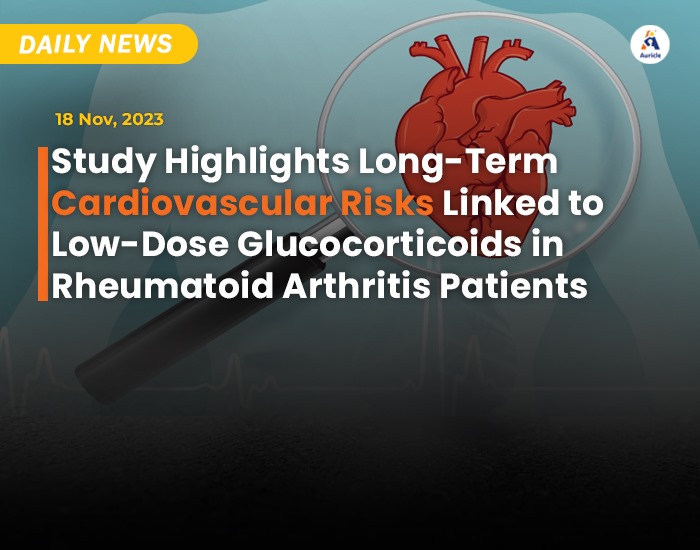 DAILY NEWS
Auricle
18 Nov, 2023
Study Highlights Long-Term
Cardiovascular Risks Linked to
Low-Dose Glucocorticoids in
Rheumatoid Arthritis Patients